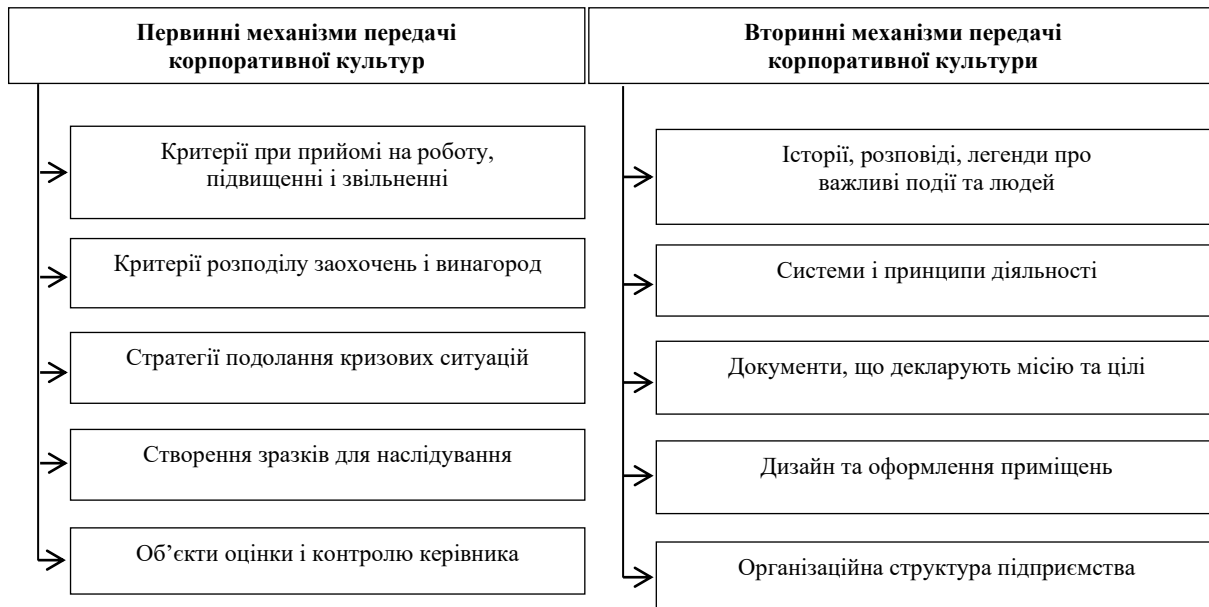 Первинні механізми передачі
корпоративної культур
Критерії при прийомі на роботу,
підвищенні і звільненні
Критерії розподілу заохочень і винагород
Стратегії подолання кризових ситуацій
Створення зразків для наслідування
Об’єкти оцінки і контролю керівника
Вторинні механізми передачі
корпоративної культури
Історії, розповіді, легенди про
важливі події та людей
Системи і принципи діяльності
Документи, що декларують місію та цілі
Дизайн та оформлення приміщень
Організаційна структура підприємства